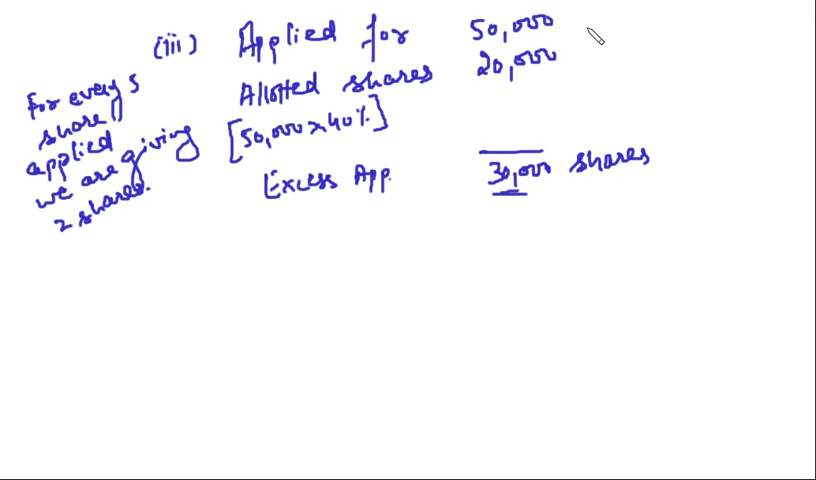 (iii) Applied for 50,000
Allotted shares 20,000
[50,000 x 40%]
Excess App. 30,000 shares
for every 5
share
applied
we are giving
2 shares.